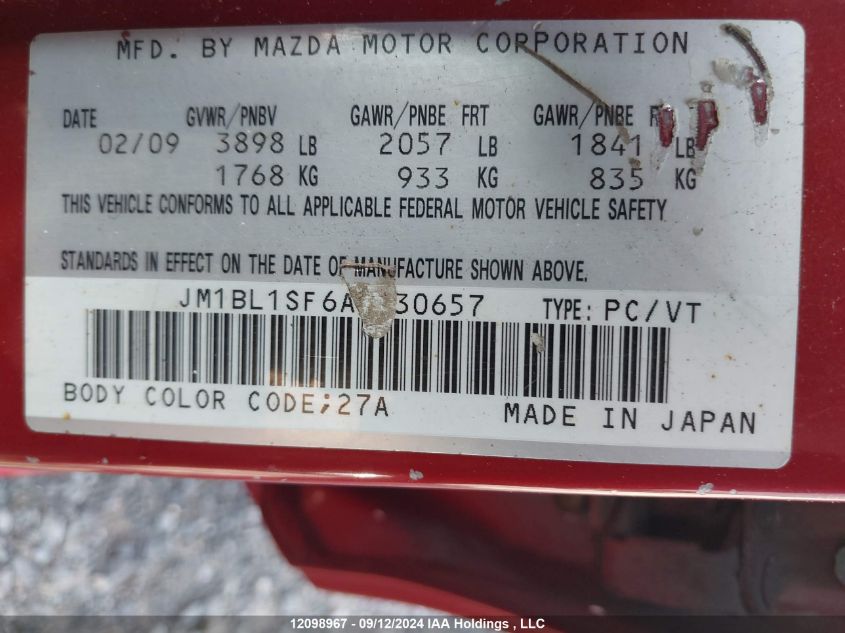 MFD. BY MAZDA MOTOR CORPORATION
DATE GVWR/PNBV GAWR/PNBE FRT GAWR/PNBE
02/09 3898 LB 2057 LB 1841 LB
1768 KG 933 KG 835 KG
THIS VEHICLE CONFORMS TO ALL APPLICABLE FEDERAL MOTOR VEHICLE SAFETY
STANDARDS IN EFFECT ON THE DATE OF MANUFACTURE SHOWN ABOVE.
TYPE: PC/VT
BODY COLOR CODE;27A
MADE IN JAPAN
12098967 - 09/12/2024 IAA Holdings , LLC